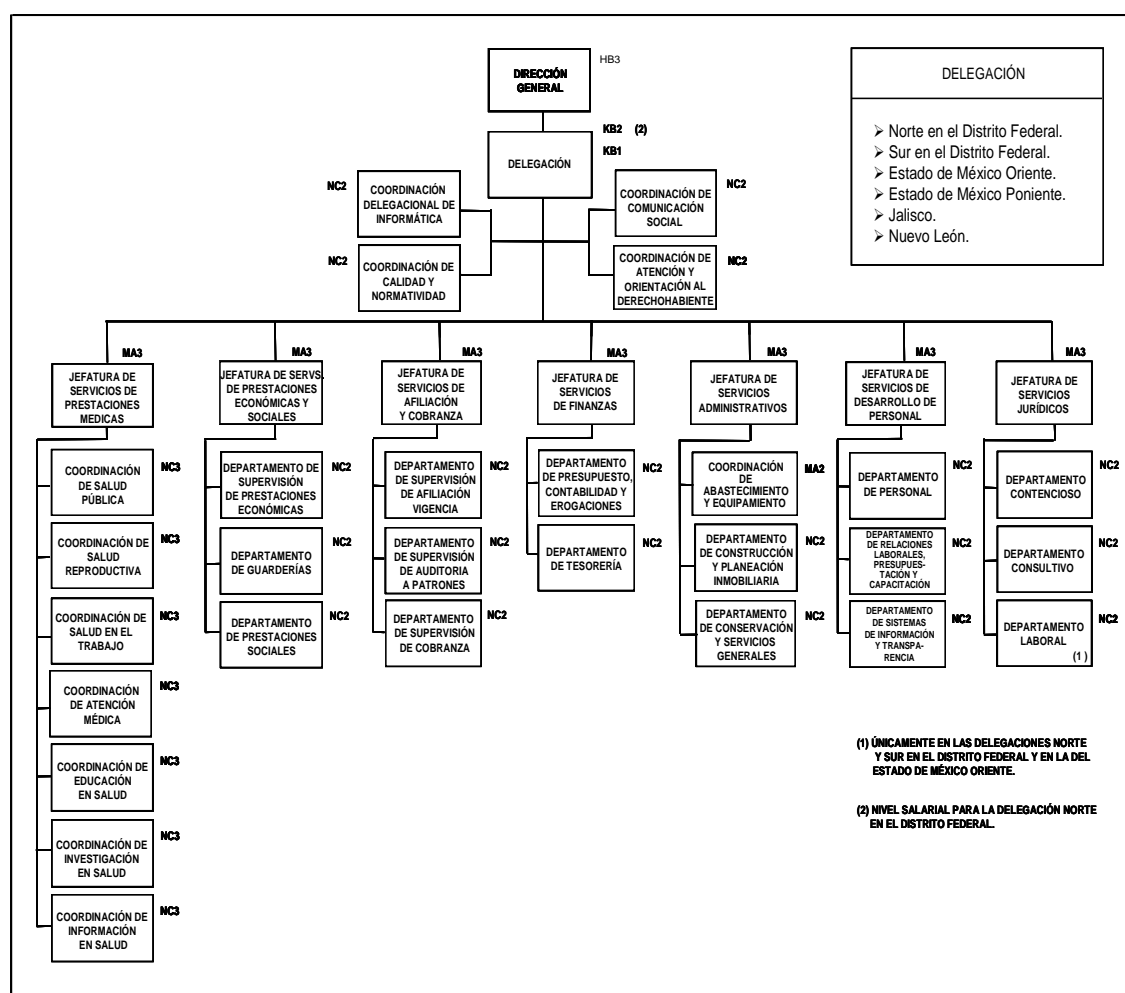 HB3
DIRECCIÓN
GENERAL
KB2 (2)
KB1
DELEGACIÓN
DELEGACIÓN
➢ Norte en el Distrito Federal.
➢ Sur en el Distrito Federal.
➢ Estado de México Oriente.
➢ Estado de México Poniente.
➢ Jalisco.
➢ Nuevo León.
NC2
COORDINACIÓN
DELEGACIONAL DE
INFORMÁTICA
NC2
COORDINACIÓN DE
COMUNICACIÓN
SOCIAL
NC2
COORDINACIÓN DE
CALIDAD Y
NORMATIVIDAD
NC2
COORDINACIÓN DE
ATENCIÓN Y
ORIENTACIÓN AL
DERECHOHABIENTE
MA3
JEFATURA DE
SERVICIOS DE
PRESTACIONES
MEDICAS
NC3
COORDINACIÓN
DE SALUD
PÚBLICA
NC3
COORDINACIÓN DE
SALUD
REPRODUCTIVA
NC3
COORDINACIÓN DE
SALUD EN EL
TRABAJO
NC3
COORDINACIÓN
DE ATENCIÓN
MÉDICA
NC3
COORDINACIÓN DE
EDUCACIÓN
EN SALUD
NC3
COORDINACIÓN DE
INVESTIGACIÓN
EN SALUD
NC3
COORDINACIÓN DE
INFORMACIÓN
EN SALUD
MA3
JEFATURA DE SERVS.
DE PRESTACIONES
ECONÓMICAS Y
SOCIALES
NC2
DEPARTAMENTO DE
SUPERVISIÓN
DE PRESTACIONES
ECONÓMICAS
NC2
DEPARTAMENTO
DE GUARDERÍAS
NC2
DEPARTAMENTO
DE PRESTACIONES
SOCIALES
MA3
JEFATURA DE
SERVICIOS DE
AFILIACIÓN
Y COBRANZA
NC2
DEPARTAMENTO
DE SUPERVISIÓN
DE AFILIACIÓN
VIGENCIA
NC2
DEPARTAMENTO
DE SUPERVISIÓN
DE AUDITORIA
A PATRONES
NC2
DEPARTAMENTO
DE SUPERVISIÓN
DE COBRANZA
MA3
JEFATURA DE
SERVICIOS
DE FINANZAS
NC2
DEPARTAMENTO
DE PRESUPUESTO,
CONTABILIDAD Y
EROGACIONES
NC2
DEPARTAMENTO
DE TESORERÍA
MA3
JEFATURA DE
SERVICIOS
ADMINISTRATIVOS
MA2
COORDINACIÓN
DE
ABASTECIMIENTO
Y EQUIPAMIENTO
NC2
DEPARTAMENTO
DE CONSTRUCCIÓN
Y PLANEACIÓN
INMOBILIARIA
NC2
DEPARTAMENTO
DE CONSERVACIÓN
Y SERVICIOS
GENERALES
MA3
JEFATURA DE
SERVICIOS DE
DESARROLLO DE
PERSONAL
NC2
DEPARTAMENTO
DE PERSONAL
NC2
DEPARTAMENTO
DE RELACIONES
LABORALES,
PRESUPUES-
TACIÓN Y
CAPACITACIÓN
NC2
DEPARTAMENTO
DE SISTEMAS
DE INFORMACIÓN
Y TRANSPA-
RENCIA
MA3
JEFATURA DE
SERVICIOS
JURÍDICOS
NC2
DEPARTAMENTO
CONTENCIOSO
NC2
DEPARTAMENTO
CONSULTIVO
NC2
DEPARTAMENTO
LABORAL
(1)
(1) ÚNICAMENTE EN LAS DELEGACIONES NORTE
Y SUR EN EL DISTRITO FEDERAL Y EN LA DEL
ESTADO DE MÉXICO ORIENTE.
(2) NIVEL SALARIAL PARA LA DELEGACIÓN NORTE
EN EL DISTRITO FEDERAL.